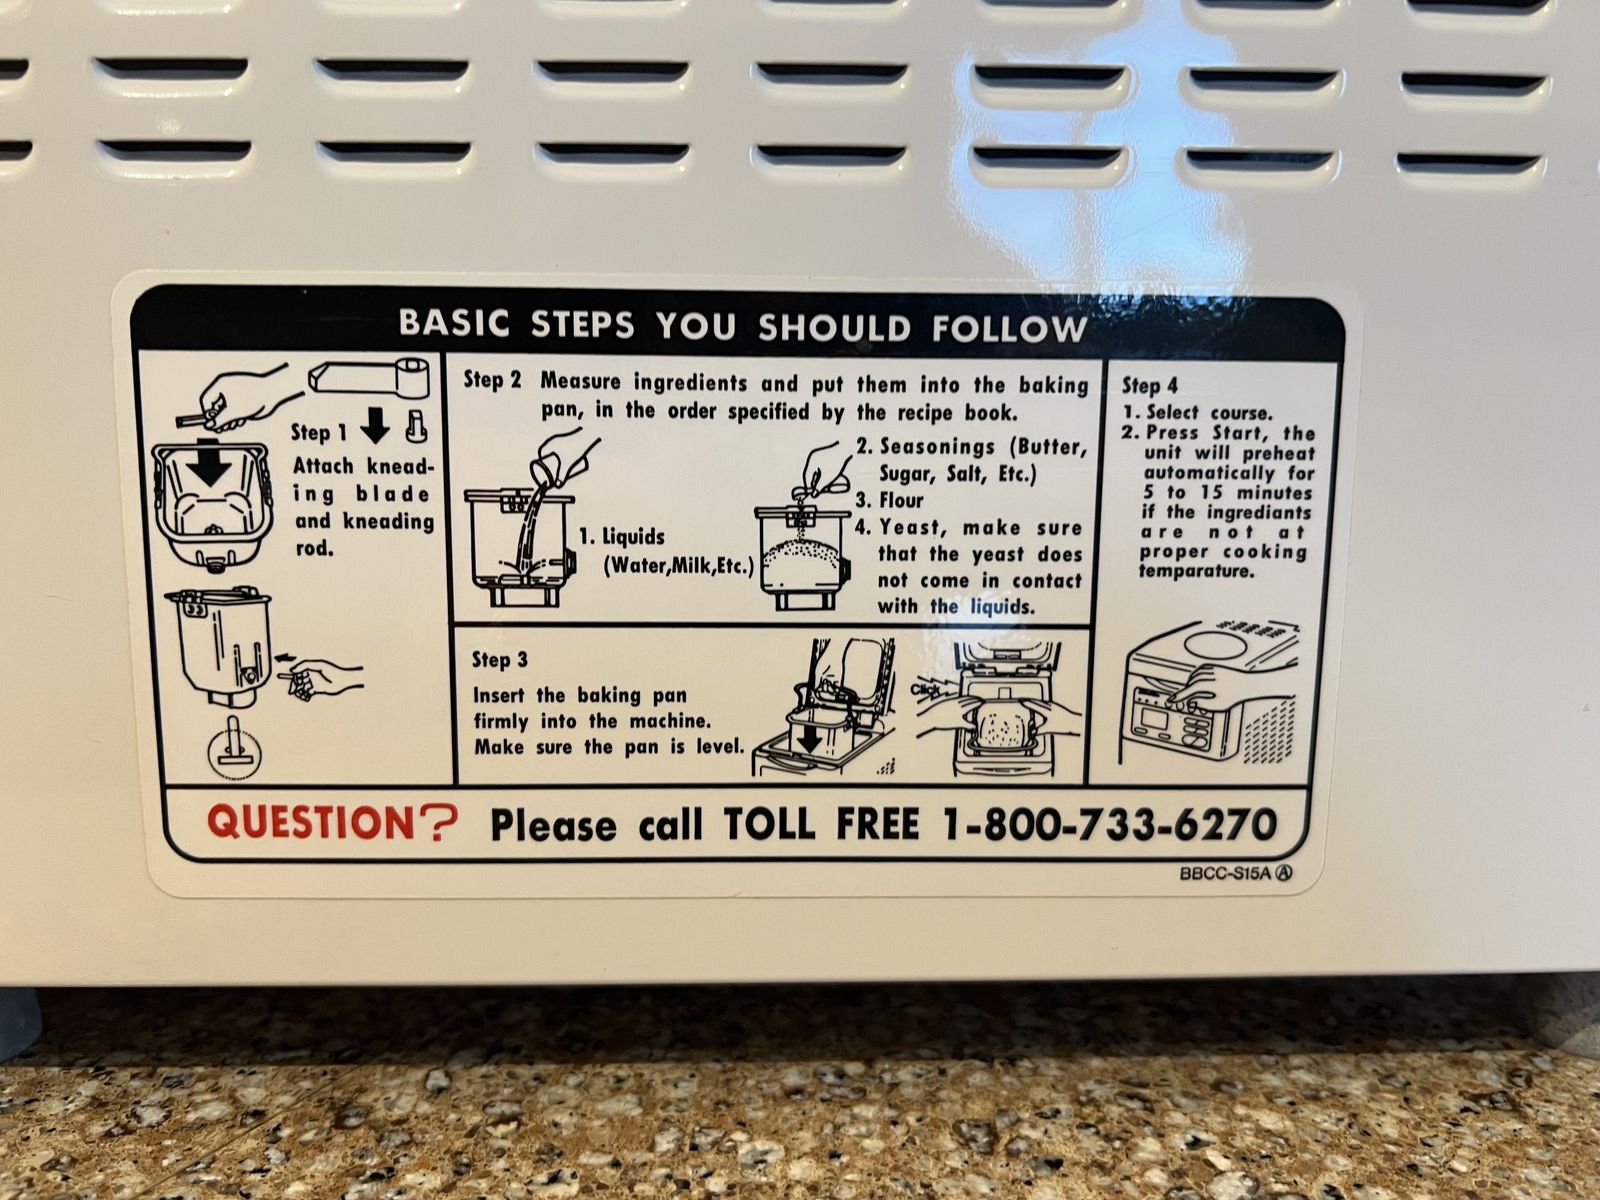 BASIC STEPS YOU SHOULD FOLLOW
Step 1
Attach knead-
ing blade
and kneading
rod.
Step 2 Measure ingredients and put them into the baking
pan, in the order specified by the recipe book.
1. Liquids
(Water,Milk,Etc.)
2. Seasonings (Butter,
Sugar, Salt, Etc.)
3. Flour
4. Yeast, make sure
that the yeast does
not come in contact
with the liquids.
Step 3
Insert the baking pan
firmly into the machine.
Make sure the pan is level.
Click
Step 4
1. Select course.
2. Press Start, the
unit will preheat
automatically for
5 to 15 minutes
if the ingrediants
are not at
proper cooking
temparature.
QUESTION? Please call TOLL FREE 1-800-733-6270
BBCC-S15A Ⓐ